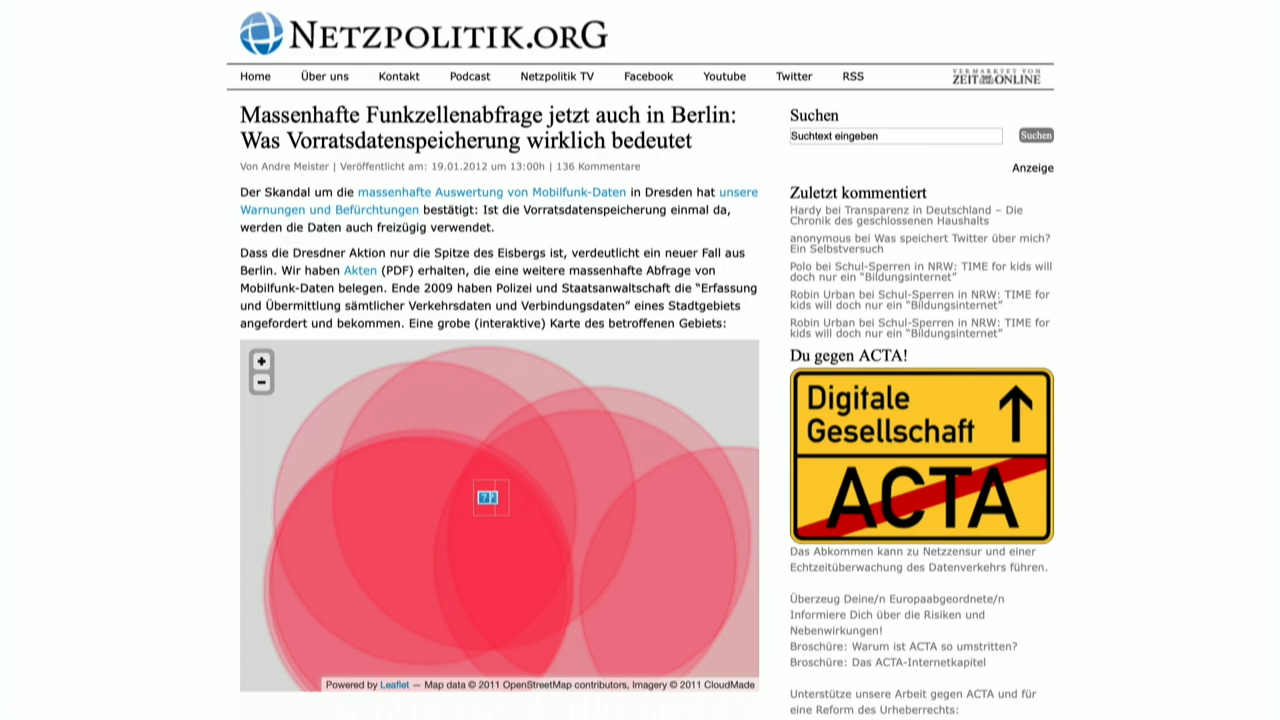 NETZPOLITIK.ORG
Home Über uns Kontakt Podcast Netzpolitik TV Facebook Youtube Twitter RSS
VERMARKTET VON
ZEIT ONLINE
Massenhafte Funkzellenabfrage jetzt auch in Berlin:
Was Vorratsdatenspeicherung wirklich bedeutet
Von Andre Meister | Veröffentlicht am: 19.01.2012 um 13:00h | 136 Kommentare
Der Skandal um die massenhafte Auswertung von Mobilfunk-Daten in Dresden hat unsere
Warnungen und Befürchtungen bestätigt: Ist die Vorratsdatenspeicherung einmal da,
werden die Daten auch freizügig verwendet.
Dass die Dresdner Aktion nur die Spitze des Eisbergs ist, verdeutlicht ein neuer Fall aus
Berlin. Wir haben Akten (PDF) erhalten, die eine weitere massenhafte Abfrage von
Mobilfunk-Daten belegen. Ende 2009 haben Polizei und Staatsanwaltschaft die "Erfassung
und Übermittlung sämtlicher Verkehrsdaten und Verbindungsdaten" eines Stadtgebiets
angefordert und bekommen. Eine grobe (interaktive) Karte des betroffenen Gebiets:
+
−
? ?
Powered by Leaflet — Map data © 2011 OpenStreetMap contributors, Imagery © 2011 CloudMade
Suchen
Suchtext eingeben Suchen
Anzeige
Zuletzt kommentiert
Hardy bei Transparenz in Deutschland – Die
Chronik des geschlossenen Haushalts
anonymous bei Was speichert Twitter über mich?
Ein Selbstversuch
Polo bei Schul-Sperren in NRW: TIME for kids will
doch nur ein "Bildungsinternet"
Robin Urban bei Schul-Sperren in NRW: TIME for
kids will doch nur ein "Bildungsinternet"
Robin Urban bei Schul-Sperren in NRW: TIME for
kids will doch nur ein "Bildungsinternet"
Du gegen ACTA!
Digitale
Gesellschaft
ACTA
Das Abkommen kann zu Netzzensur und einer
Echtzeitüberwachung des Datenverkehrs führen.
Überzeug Deine/n Europaabgeordnete/n
Informiere Dich über die Risiken und
Nebenwirkungen!
Broschüre: Warum ist ACTA so umstritten?
Broschüre: Das ACTA-Internetkapitel
Unterstütze unsere Arbeit gegen ACTA und für
eine Reform des Urheberrechts: